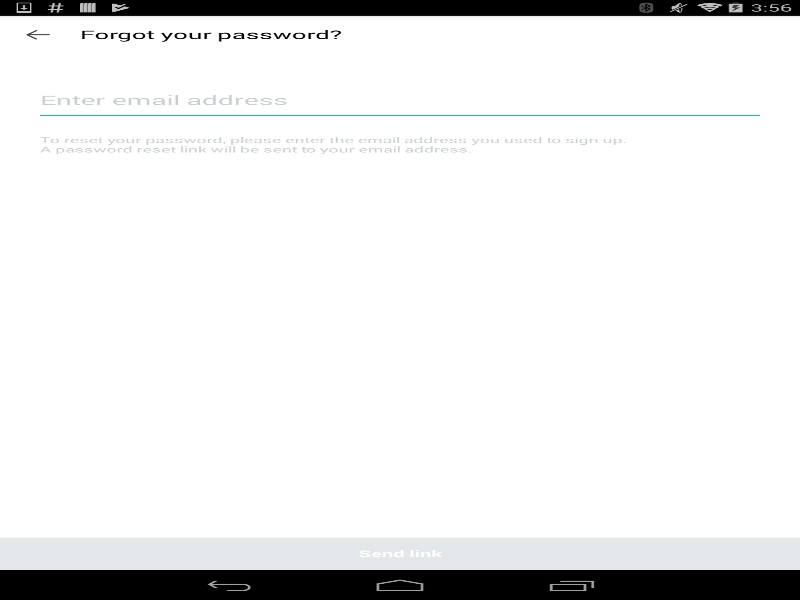 3:56
Forgot your password?
Enter email address
To reset your password, please enter the email address you used to sign up.
A password reset link will be sent to your email address.
Send link